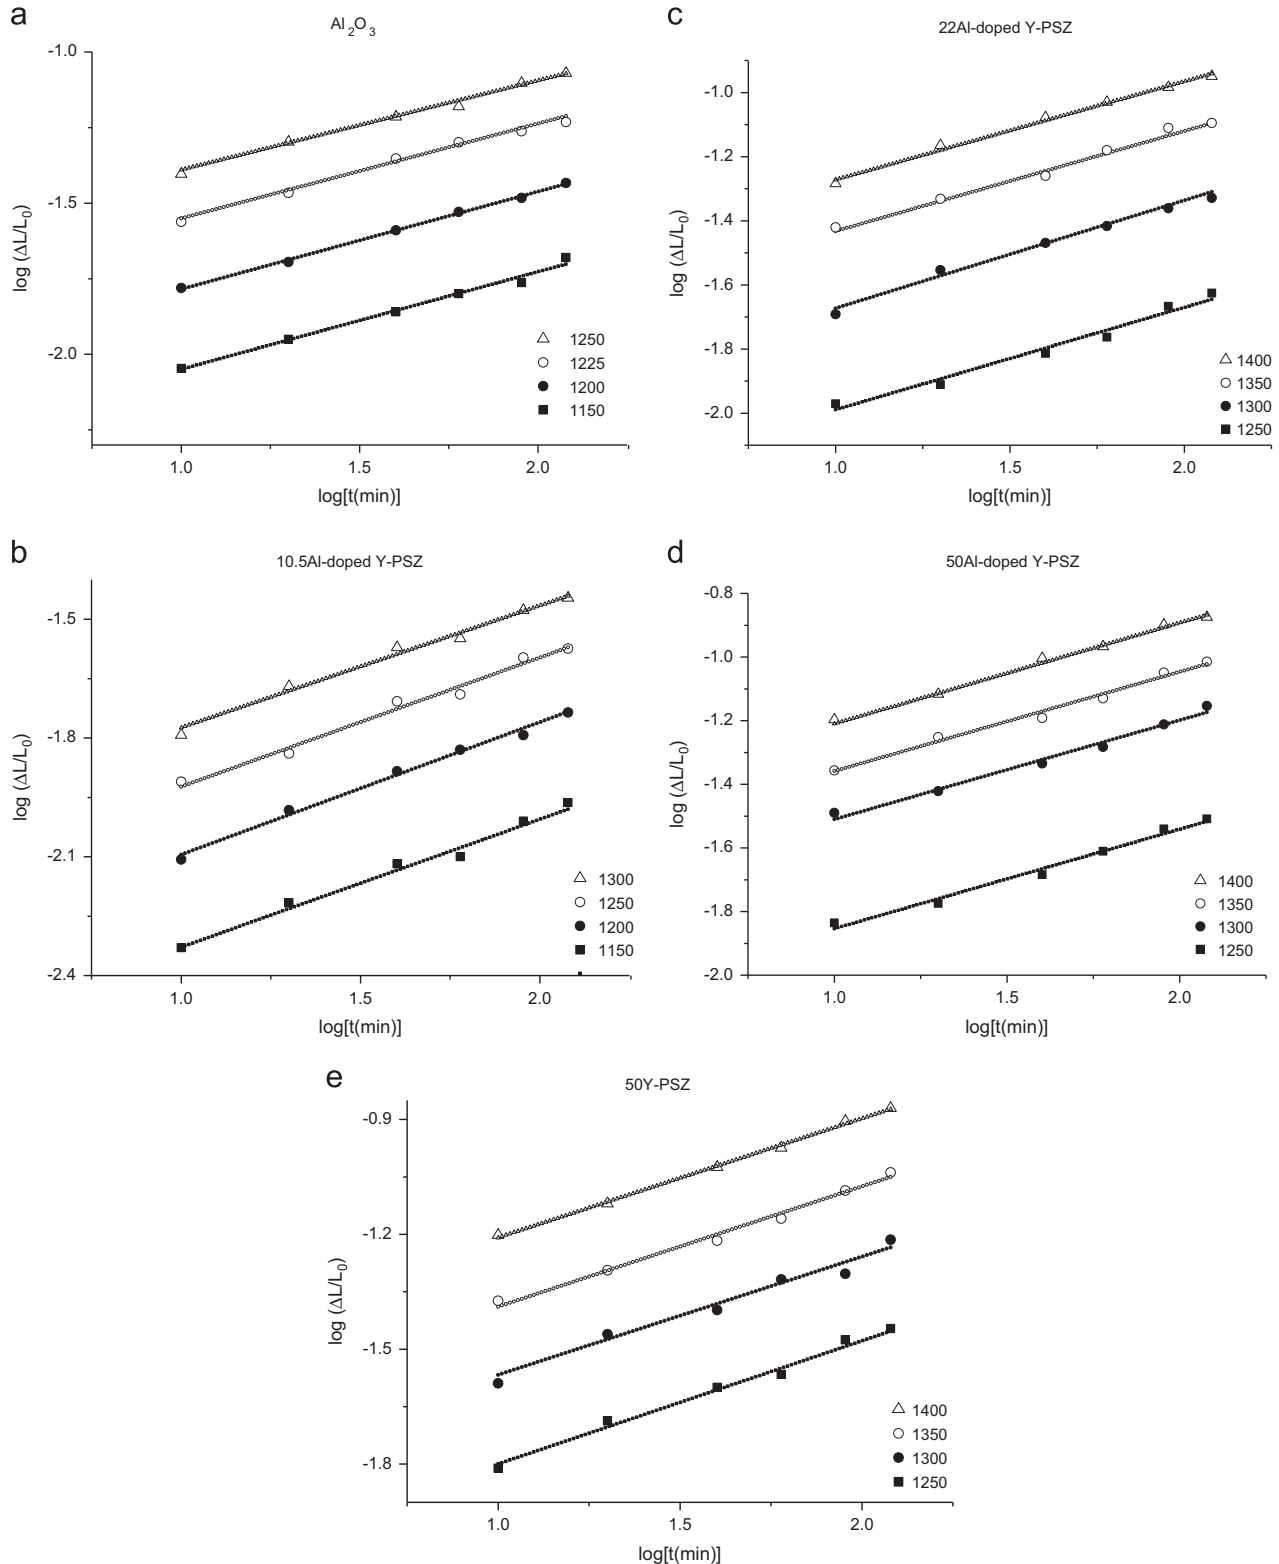 a
Al2O3
-1.0
-1.5
-2.0
log (ΔL/L0)
1250
1225
1200
1150
1.0 1.5 2.0
log[t(min)]
c
22Al-doped Y-PSZ
-1.0
-1.2
-1.4
-1.6
-1.8
-2.0
log (ΔL/L0)
1400
1350
1300
1250
1.0 1.5 2.0
log[t(min)]
b
10.5Al-doped Y-PSZ
-1.5
-1.8
-2.1
-2.4
log (ΔL/L0)
1300
1250
1200
1150
1.0 1.5 2.0
log[t(min)]
d
50Al-doped Y-PSZ
-0.8
-1.0
-1.2
-1.4
-1.6
-1.8
-2.0
log (ΔL/L0)
1400
1350
1300
1250
1.0 1.5 2.0
log[t(min)]
e
50Y-PSZ
-0.9
-1.2
-1.5
-1.8
log (ΔL/L0)
1400
1350
1300
1250
1.0 1.5 2.0
log[t(min)]